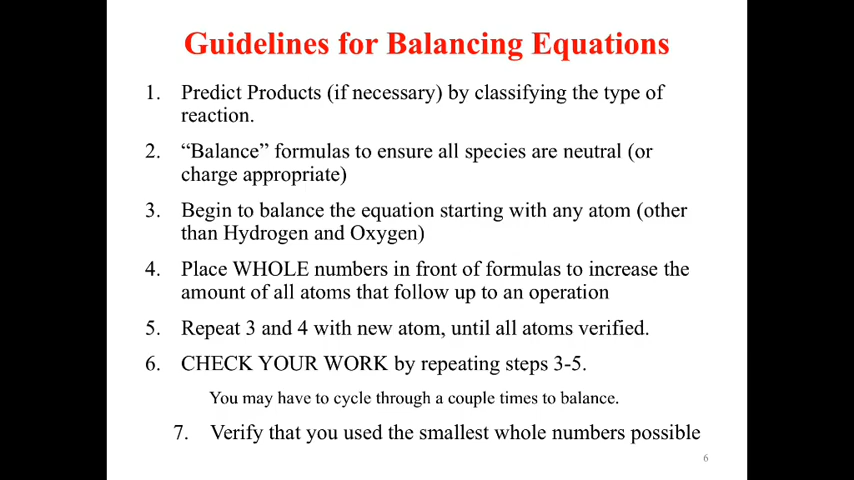 Guidelines for Balancing Equations
1. Predict Products (if necessary) by classifying the type of
reaction.
2. “Balance” formulas to ensure all species are neutral (or
charge appropriate)
3. Begin to balance the equation starting with any atom (other
than Hydrogen and Oxygen)
4. Place WHOLE numbers in front of formulas to increase the
amount of all atoms that follow up to an operation
5. Repeat 3 and 4 with new atom, until all atoms verified.
6. CHECK YOUR WORK by repeating steps 3-5.
You may have to cycle through a couple times to balance.
7. Verify that you used the smallest whole numbers possible
6